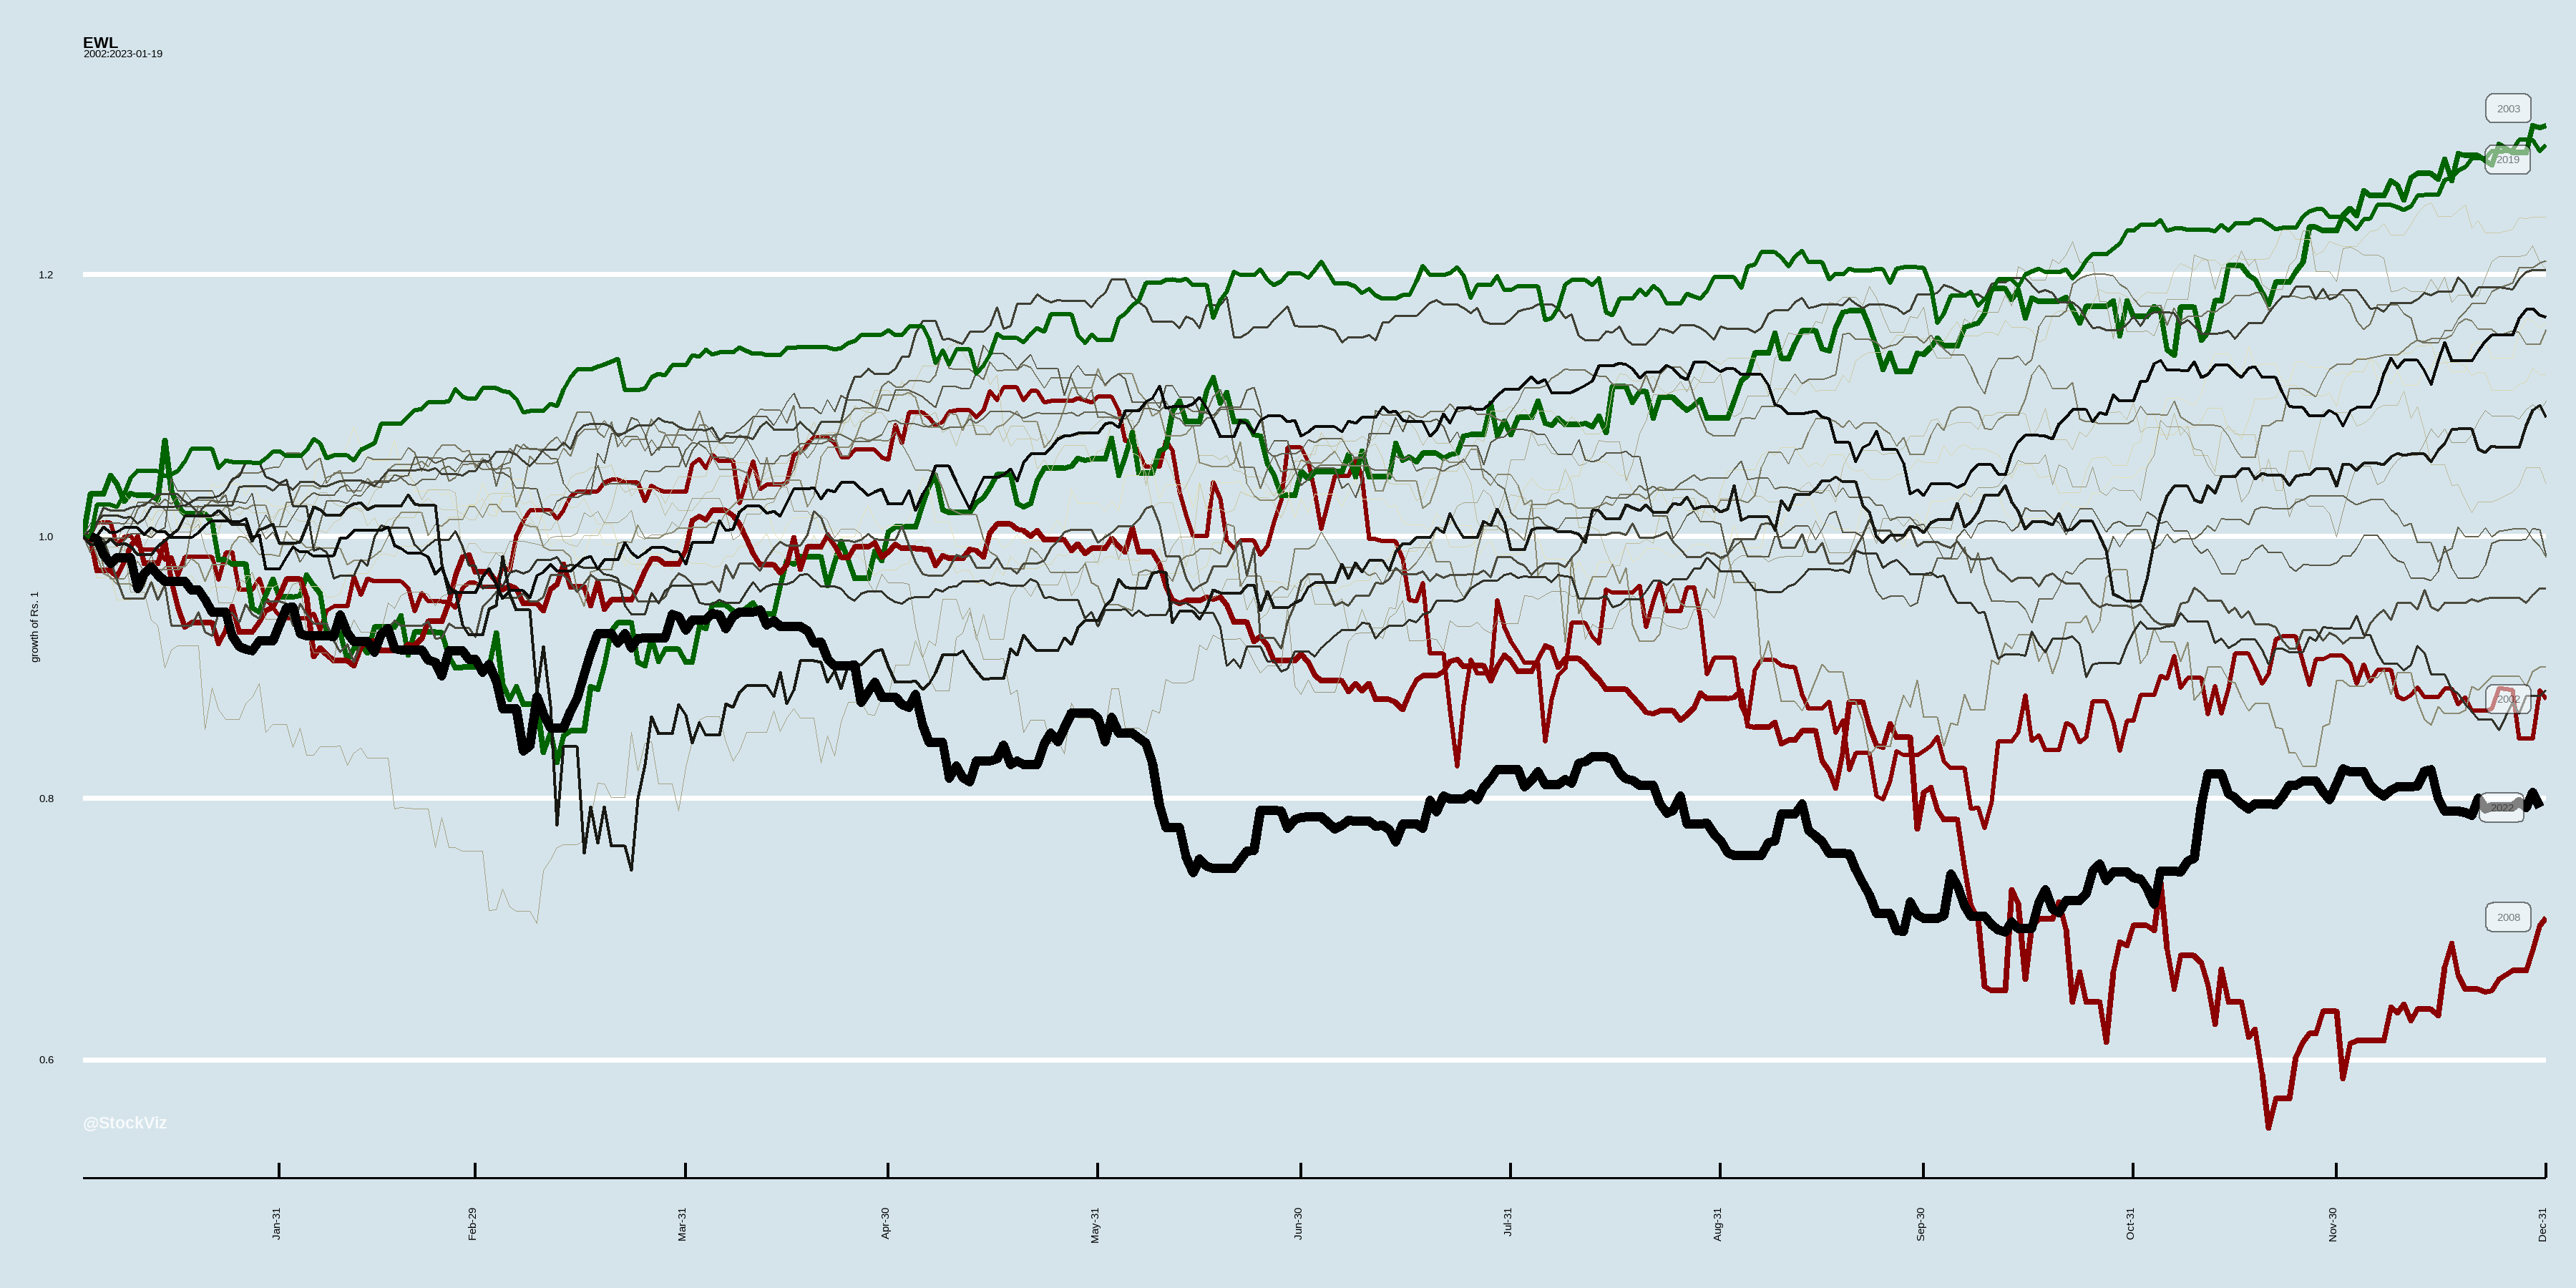 EWL
2002:2023-01-19
2003
2019
1.2
1.0
growth of Rs. 1
2002
0.8
2022
2008
0.6
@StockViz
Jan-31
Feb-29
Mar-31
Apr-30
May-31
Jun-30
Jul-31
Aug-31
Sep-30
Oct-31
Nov-30
Dec-31